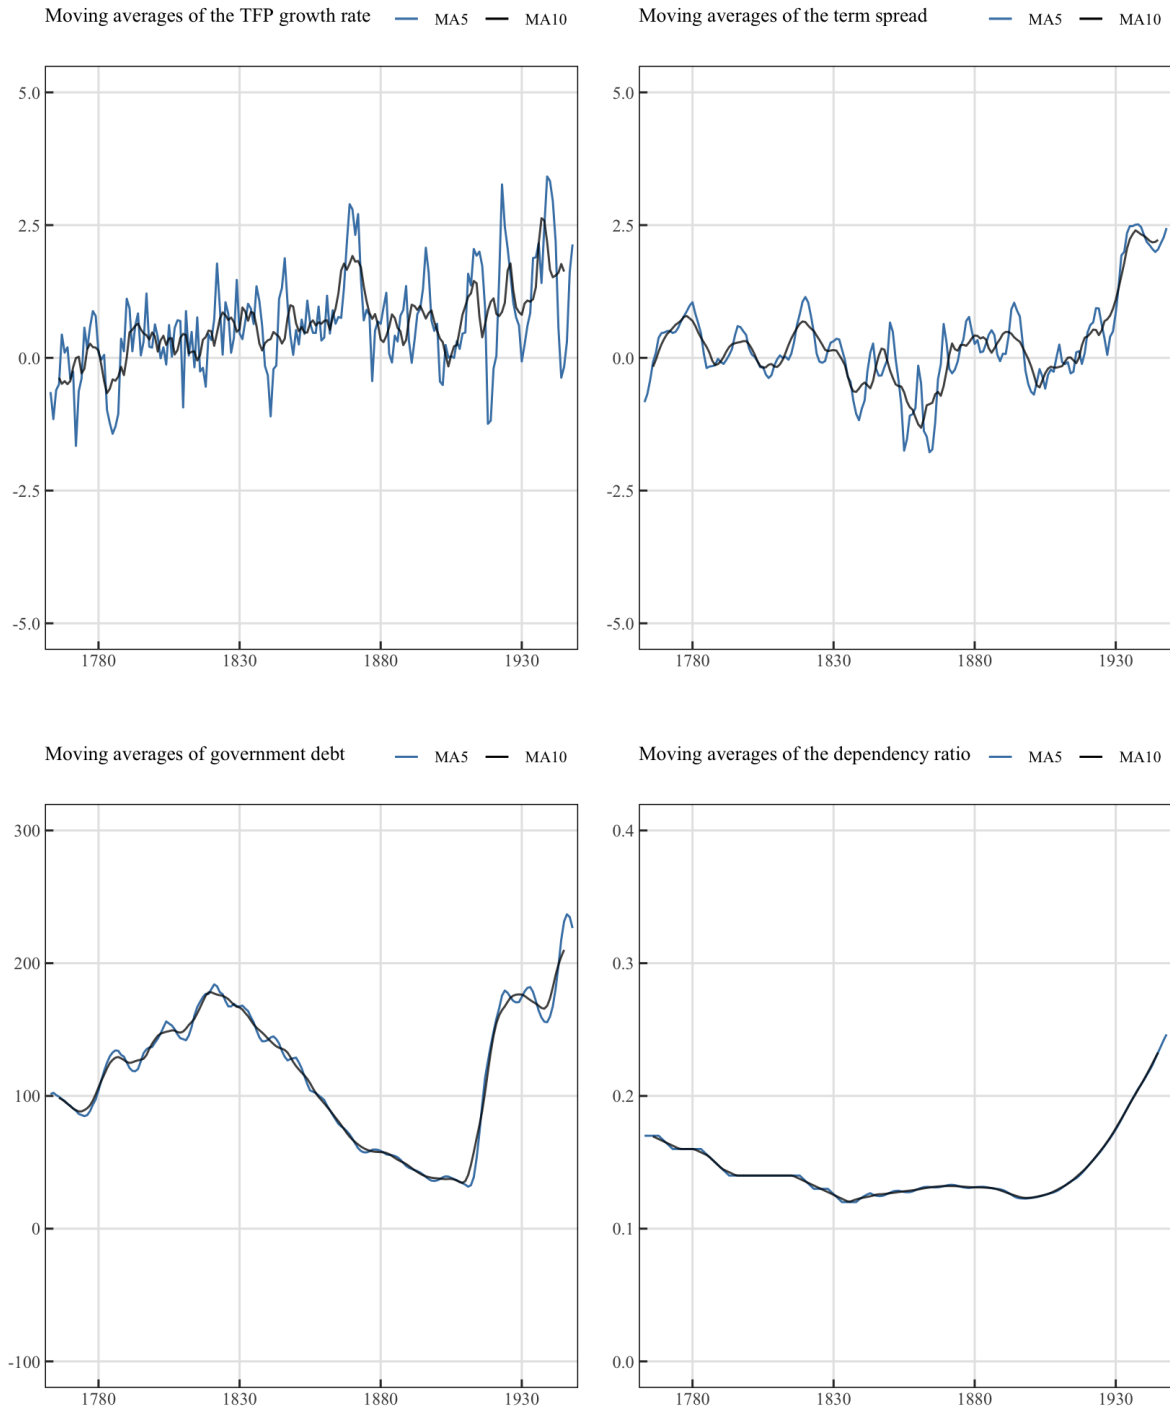 Moving averages of the TFP growth rate MA5 MA10
5.0
2.5
0.0
-2.5
-5.0
1780 1830 1880 1930
Moving averages of the term spread MA5 MA10
5.0
2.5
0.0
-2.5
-5.0
1780 1830 1880 1930
Moving averages of government debt MA5 MA10
300
200
100
0
-100
1780 1830 1880 1930
Moving averages of the dependency ratio MA5 MA10
0.4
0.3
0.2
0.1
0.0
1780 1830 1880 1930